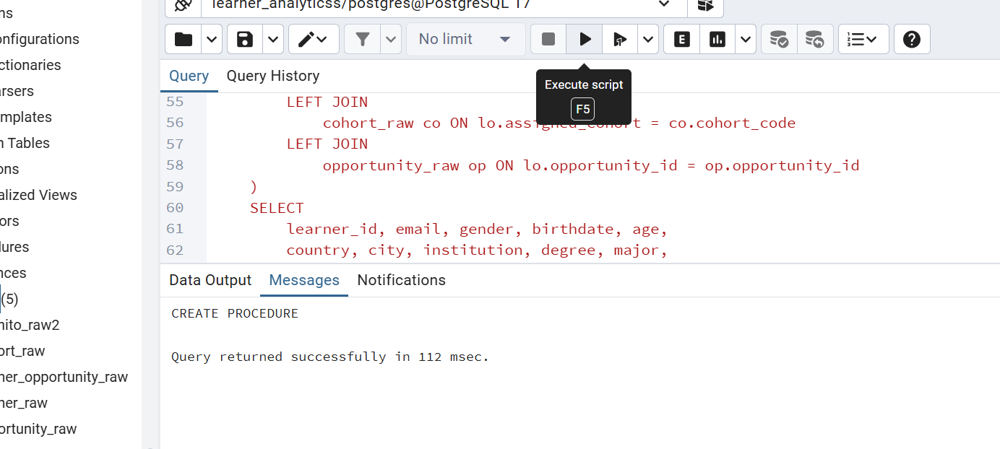 learner_analyticss/postgres@PostgreSQL 17
No limit
E
Query Query History
Execute script
F5
55 LEFT JOIN
56 cohort_raw co ON lo.assigned_cohort = co.cohort_code
57 LEFT JOIN
58 opportunity_raw op ON lo.opportunity_id = op.opportunity_id
59 )
60 SELECT
61 learner_id, email, gender, birthdate, age,
62 country, city, institution, degree, major,
Data Output Messages Notifications
CREATE PROCEDURE
Query returned successfully in 112 msec.
ns
onfigurations
ctionaries
arsers
mplates
n Tables
ons
alized Views
ors
dures
nces
(5)
nito_raw2
ort_raw
ner_opportunity_raw
ner_raw
ortunity_raw